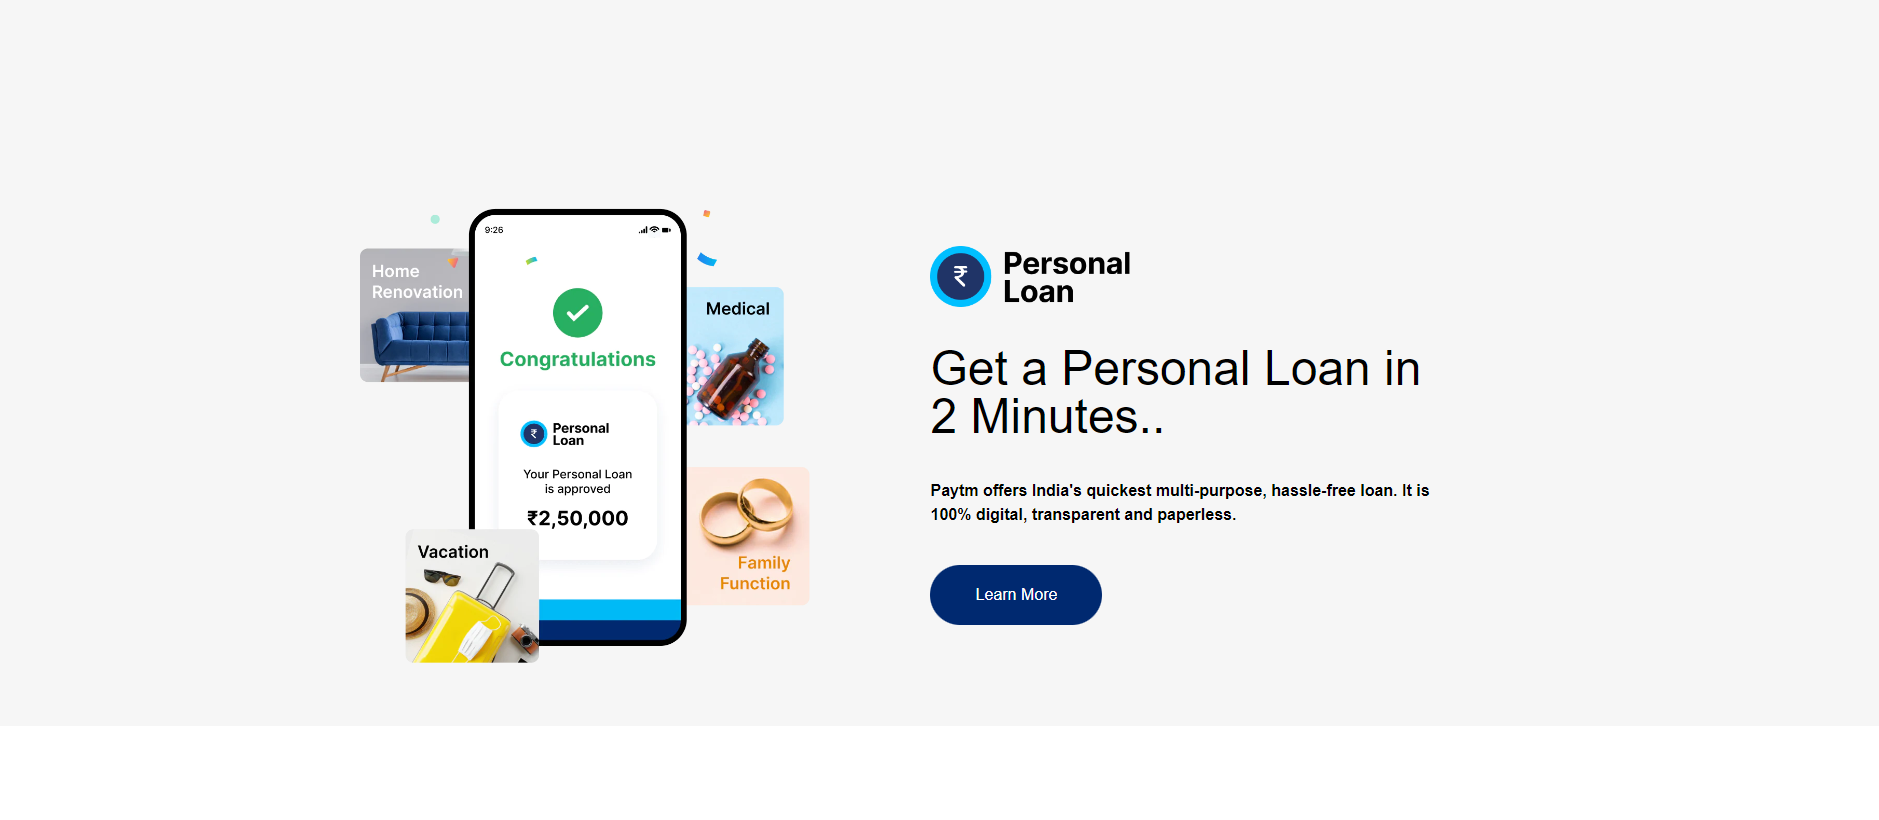 9:26
Home
Renovation
Congratulations
Medical
₹
Personal
Loan
Your Personal Loan
is approved
₹2,50,000
Vacation
Family
Function
₹
Personal
Loan
Get a Personal Loan in
2 Minutes..
Paytm offers India's quickest multi-purpose, hassle-free loan. It is
100% digital, transparent and paperless.
Learn More